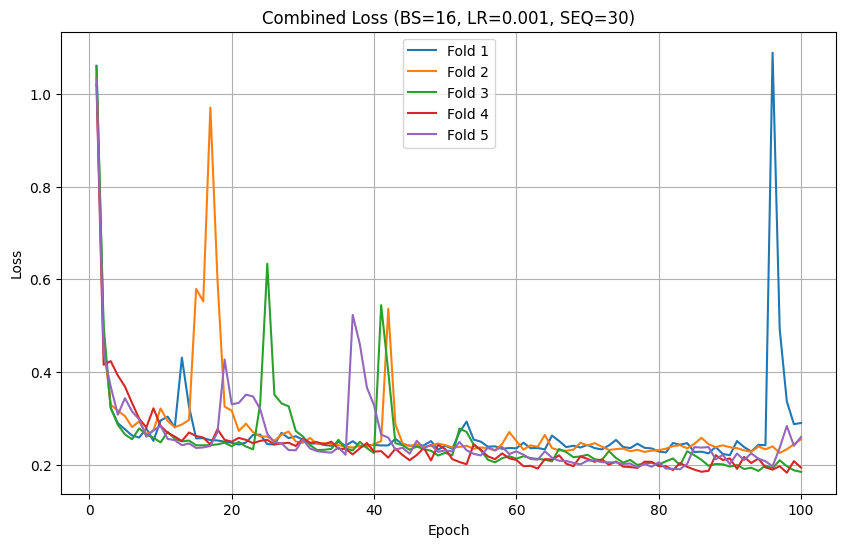 Combined Loss (BS=16, LR=0.001, SEQ=30)
Fold 1
Fold 2
Fold 3
Fold 4
Fold 5
Loss
1.0
0.8
0.6
0.4
0.2
0 20 40 60 80 100
Epoch